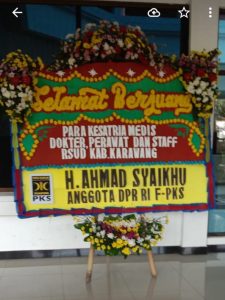 Selamat Berjuang
PARA KESATRIA MEDIS
DOKTER, PERAWAT DAN STAFF
RSUD KAB.KARAWANG
PKS
H. AHMAD SYAIKHU
ANGGOTA DPR RI F-PKS